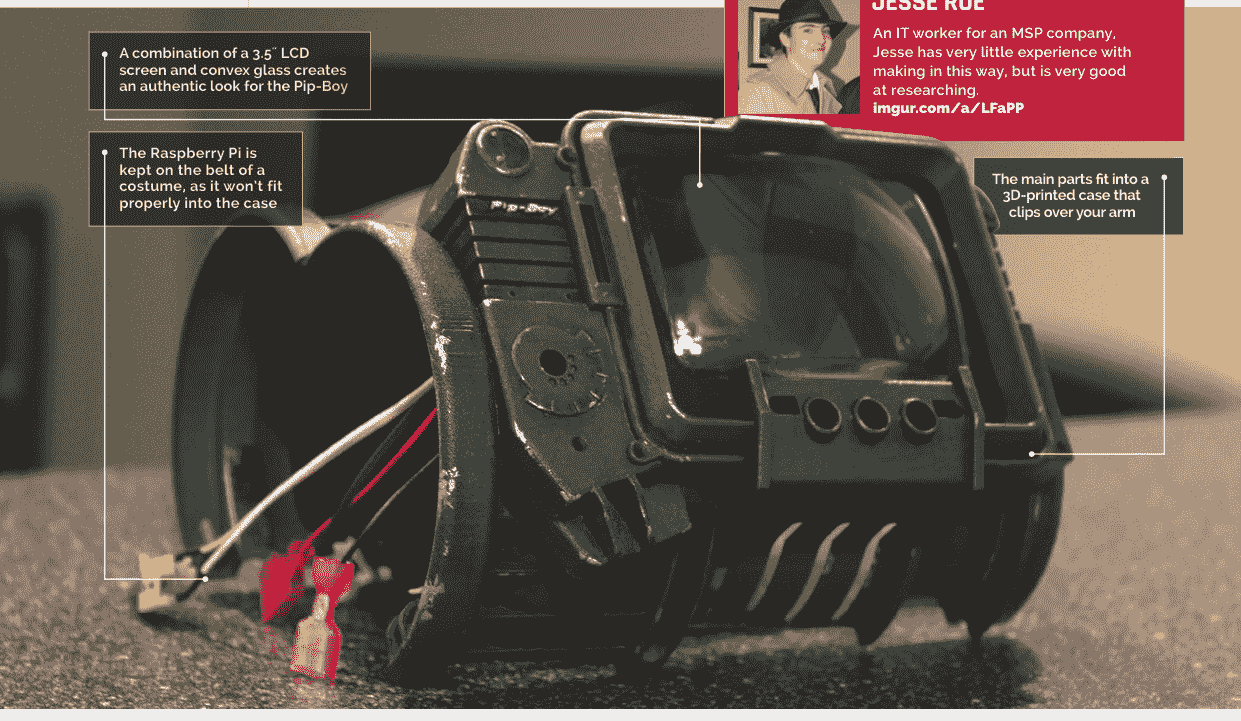 JESSE ROE
An IT worker for an MSP company,
Jesse has very little experience with
making in this way, but is very good
at researching.
imgur.com/a/LFaPP
A combination of a 3.5˝ LCD
screen and convex glass creates
an authentic look for the Pip-Boy
The Raspberry Pi is
kept on the belt of a
costume, as it won't fit
properly into the case
The main parts fit into a
3D-printed case that
clips over your arm
Pip-Boy